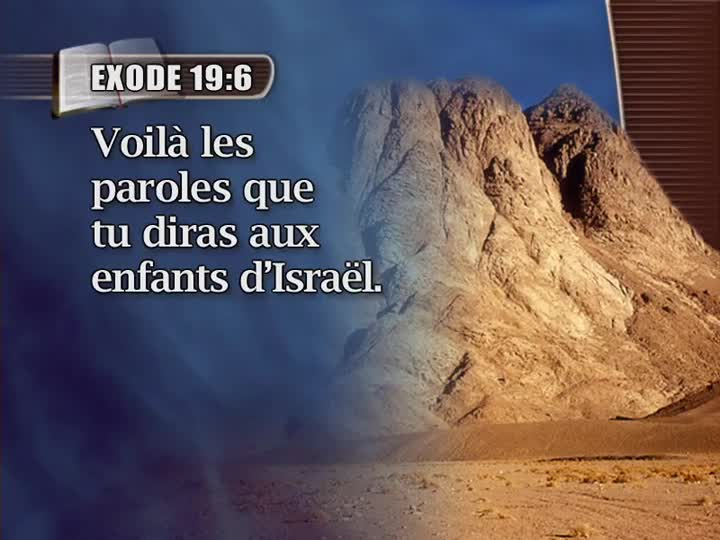 EXODE 19:6
Voilà les
paroles que
tu diras aux
enfants d’Israël.